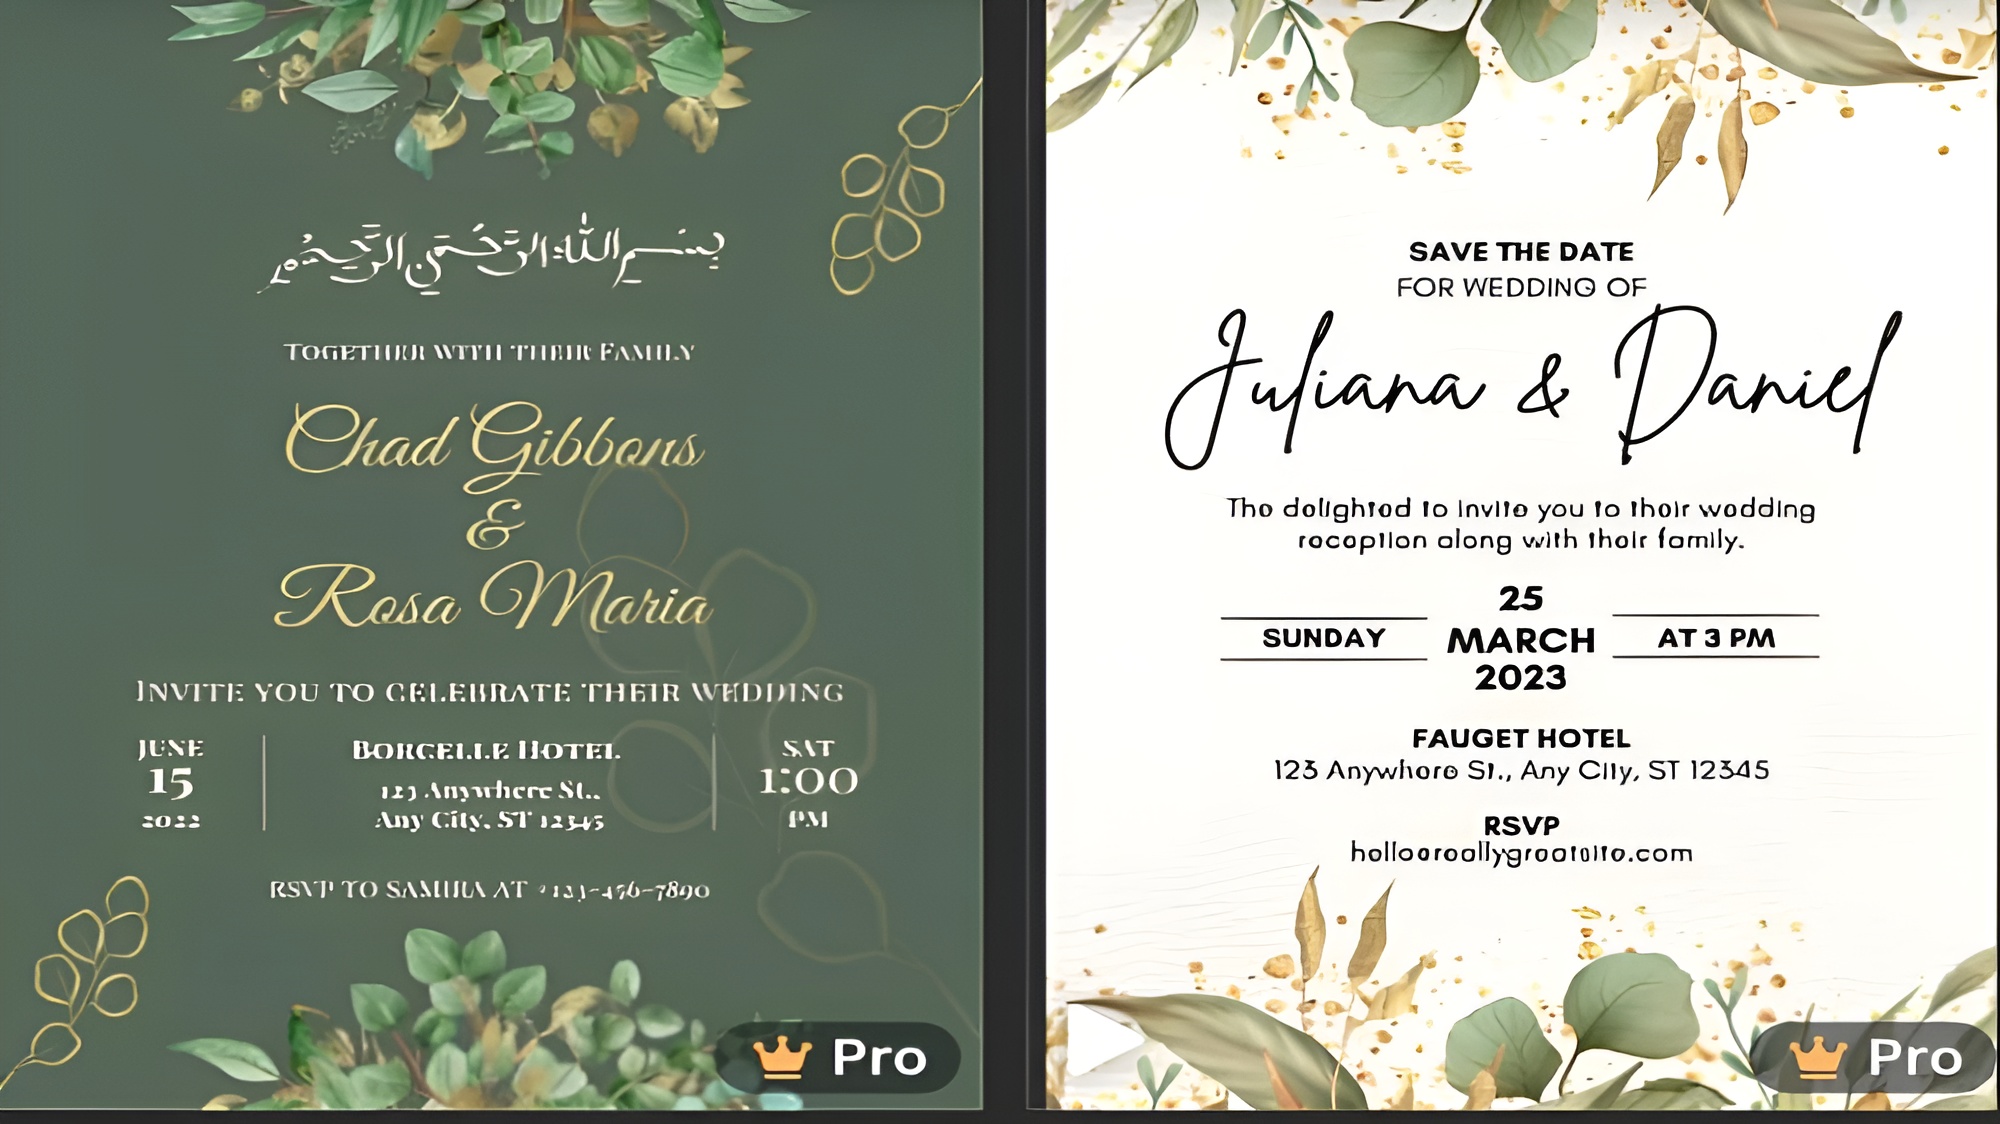 بسم الله الرحمن الرحيم
TOGETHER WITH THEIR FAMILY
Chad Gibbons
&
Rosa Maria
INVITE YOU TO CELEBRATE THEIR WEDDING
JUNE
15
2022
BORCELLE HOTEL
123 Anywhere St.,
Any City, ST 12345
SAT
1:00
PM
RSVP TO SAMIRA AT 123-456-7890
Pro
SAVE THE DATE
FOR WEDDING OF
Juliana & Daniel
The delighted to invite you to their wedding
reception along with their family.
SUNDAY
25
MARCH
2023
AT 3 PM
FAUGET HOTEL
123 Anywhere St., Any City, ST 12345
RSVP
Pro